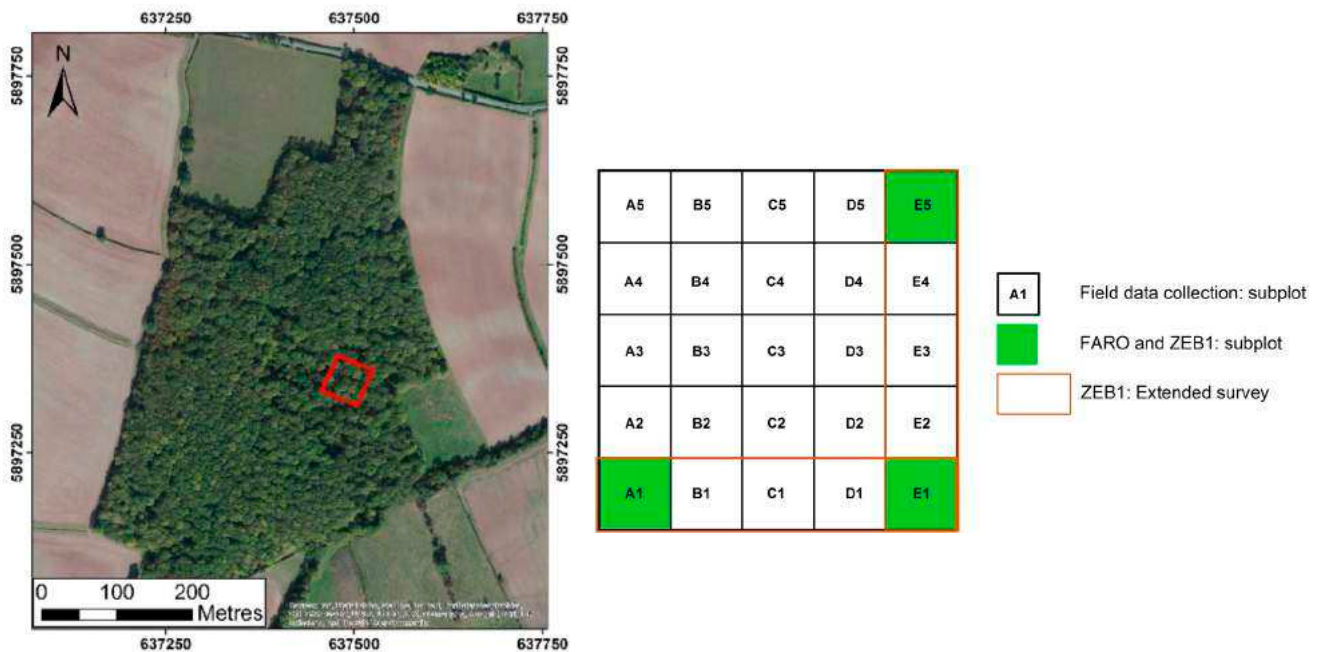 637250 637500 637750
N
5897750 5897750
5897500 5897500
5897250 5897250
0 100 200
Metres
637250 637500 637750
A5 B5 C5 D5 E5
A4 B4 C4 D4 E4
A3 B3 C3 D3 E3
A2 B2 C2 D2 E2
A1 B1 C1 D1 E1
A1 Field data collection: subplot
FARO and ZEB1: subplot
ZEB1: Extended survey